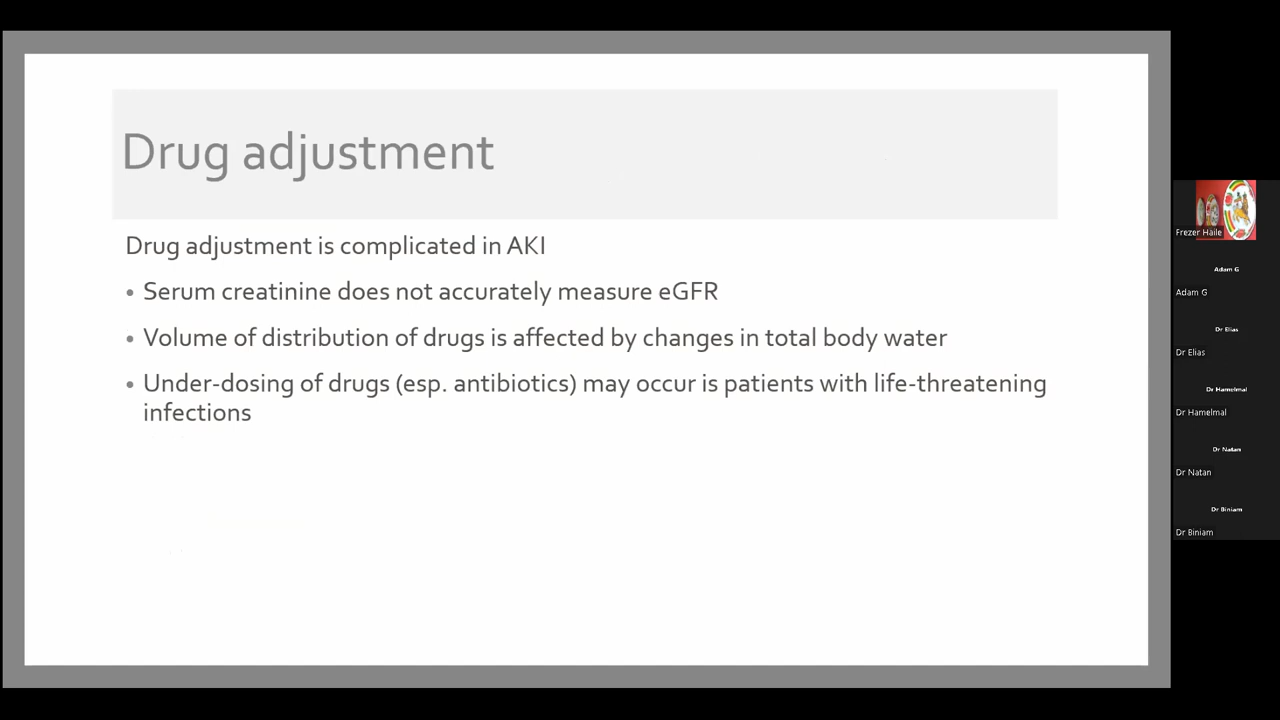 Drug adjustment
Drug adjustment is complicated in AKI
• Serum creatinine does not accurately measure eGFR
• Volume of distribution of drugs is affected by changes in total body water
• Under-dosing of drugs (esp. antibiotics) may occur is patients with life-threatening
infections
Frezer Haile
Adam G
Adam G
Dr Elias
Dr Elias
Dr Hamelmal
Dr Hamelmal
Dr Natan
Dr Natan
Dr Biniam
Dr Biniam